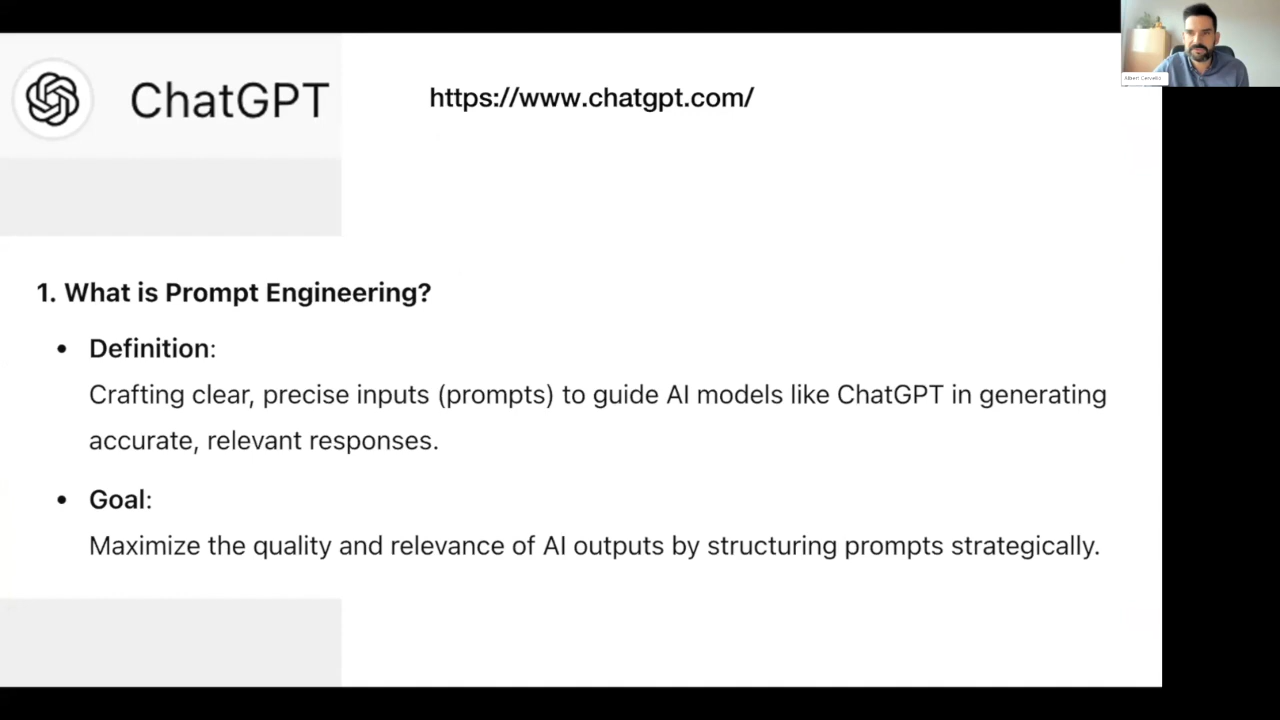 ChatGPT
https://www.chatgpt.com/
1. What is Prompt Engineering?
• Definition:
Crafting clear, precise inputs (prompts) to guide AI models like ChatGPT in generating
accurate, relevant responses.
• Goal:
Maximize the quality and relevance of AI outputs by structuring prompts strategically.